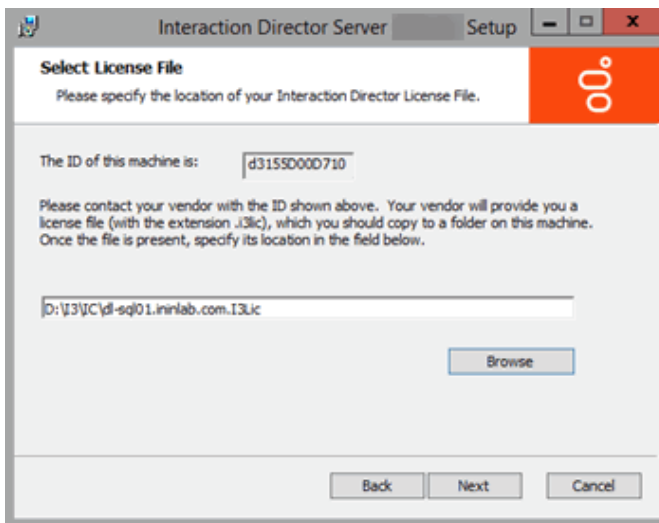 Interaction Director Server Setup
Select License File
Please specify the location of your Interaction Director License File.
The ID of this machine is: d3155D00D710
Please contact your vendor with the ID shown above. Your vendor will provide you a
license file (with the extension .i3lic), which you should copy to a folder on this machine.
Once the file is present, specify its location in the field below.
D:\I3\IC\dl-sql01.ininlab.com.I3Lic
Browse
Back Next Cancel